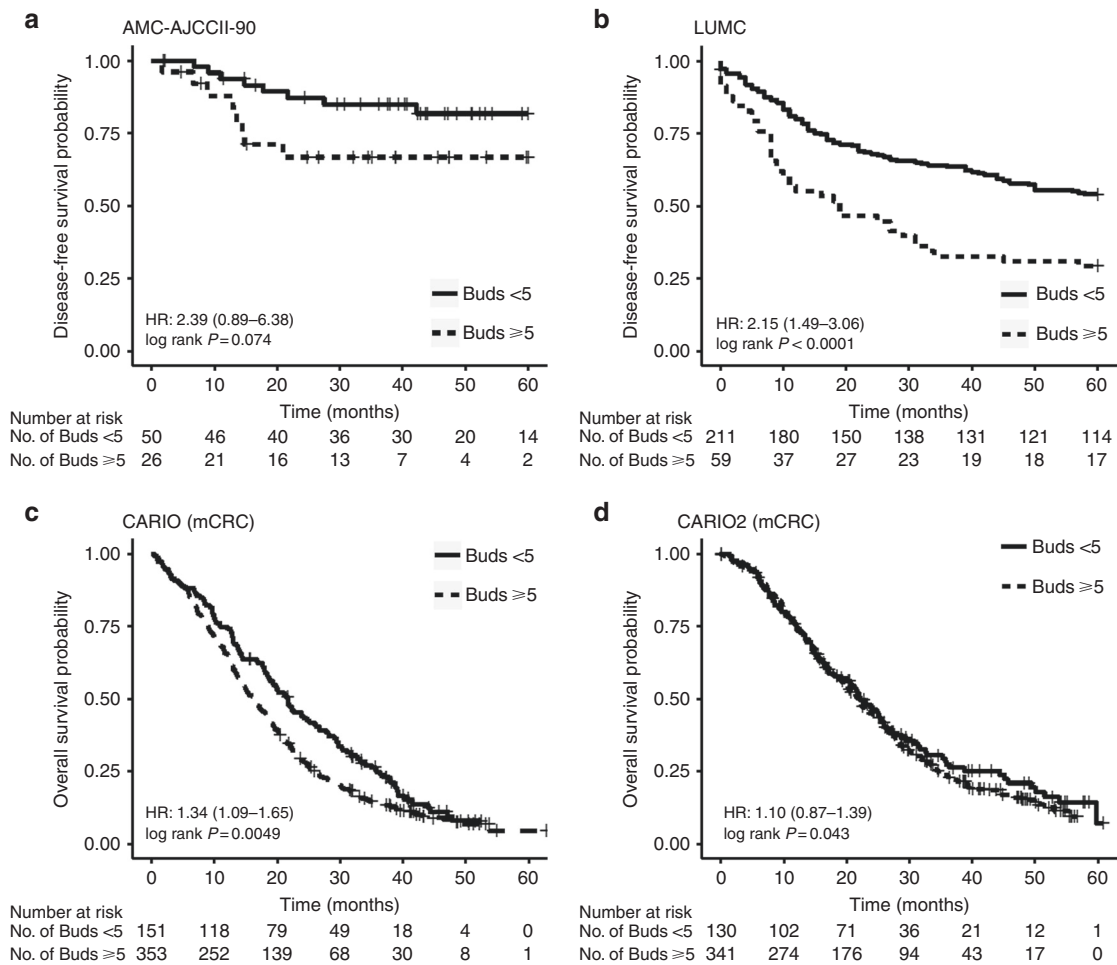 a
AMC-AJCCII-90
Disease-free survival probability
1.00
0.75
0.50
0.25
0.00
Buds <5
Buds ≥5
HR: 2.39 (0.89–6.38)
log rank P=0.074
0 10 20 30 40 50 60
Time (months)
Number at risk
No. of Buds <5 50 46 40 36 30 20 14
No. of Buds ≥5 26 21 16 13 7 4 2
b
LUMC
Disease-free survival probability
1.00
0.75
0.50
0.25
0.00
Buds <5
Buds ≥5
HR: 2.15 (1.49–3.06)
log rank P < 0.0001
0 10 20 30 40 50 60
Time (months)
Number at risk
No. of Buds <5 211 180 150 138 131 121 114
No. of Buds ≥5 59 37 27 23 19 18 17
c
CARIO (mCRC)
Overall survival probability
1.00
0.75
0.50
0.25
0.00
Buds <5
Buds ≥5
HR: 1.34 (1.09–1.65)
log rank P=0.0049
0 10 20 30 40 50 60
Time (months)
Number at risk
No. of Buds <5 151 118 79 49 18 4 0
No. of Buds ≥5 353 252 139 68 30 8 1
d
CARIO2 (mCRC)
Overall survival probability
1.00
0.75
0.50
0.25
0.00
Buds <5
Buds ≥5
HR: 1.10 (0.87–1.39)
log rank P=0.043
0 10 20 30 40 50 60
Time (months)
Number at risk
No. of Buds <5 130 102 71 36 21 12 1
No. of Buds ≥5 341 274 176 94 43 17 0